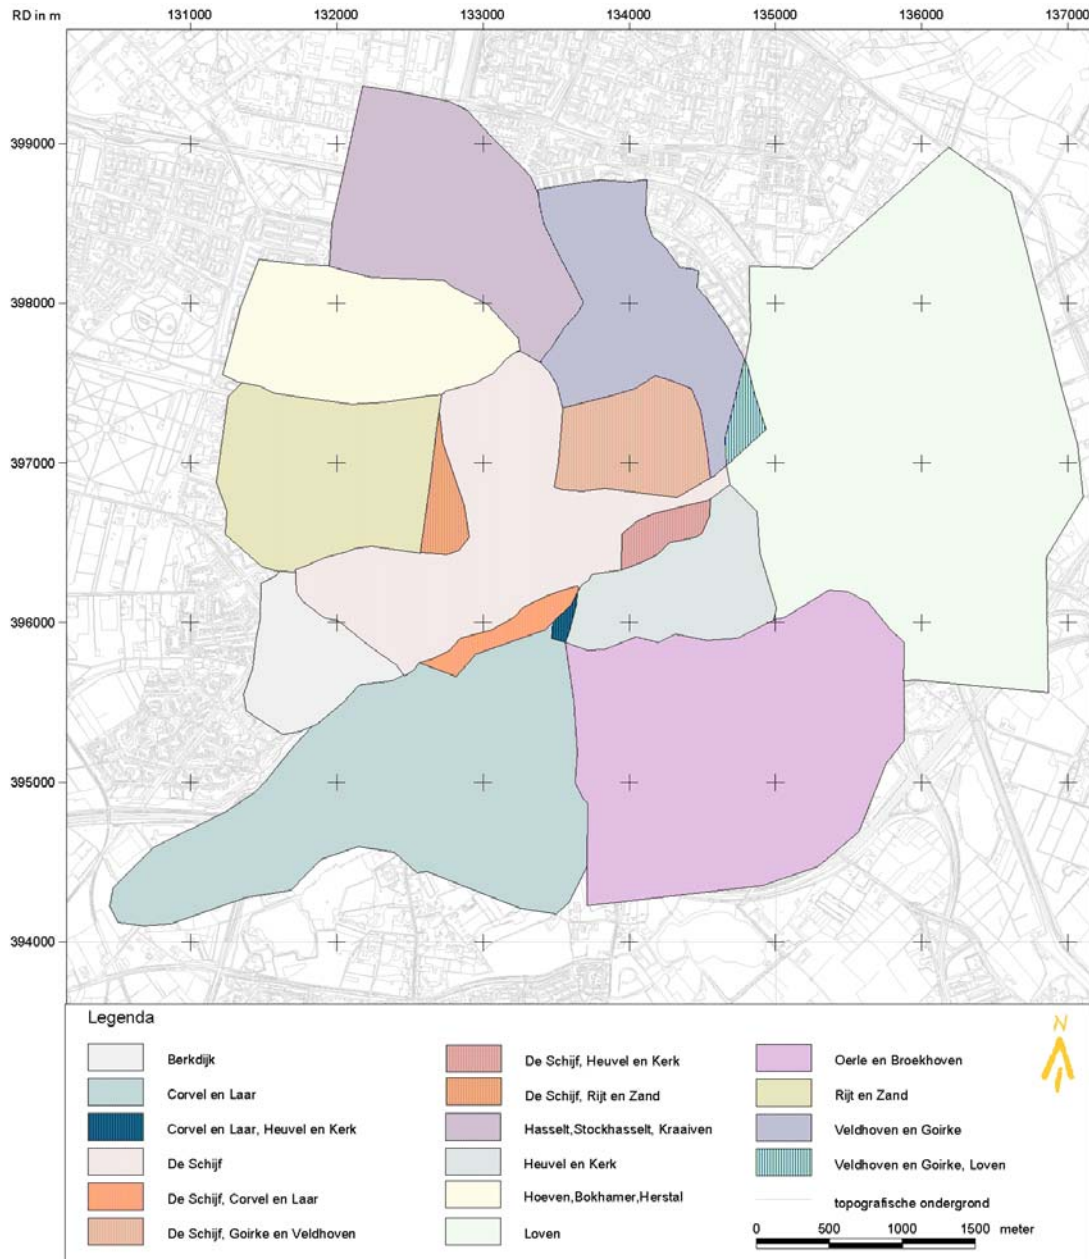 RD in m 131000 132000 133000 134000 135000 136000 137000
399000
398000
397000
396000
395000
394000
Legenda
Berkdijk
Corvel en Laar
Corvel en Laar, Heuvel en Kerk
De Schijf
De Schijf, Corvel en Laar
De Schijf, Goirke en Veldhoven
De Schijf, Heuvel en Kerk
De Schijf, Rijt en Zand
Hasselt,Stockhasselt, Kraaiven
Heuvel en Kerk
Hoeven,Bokhamer,Herstal
Loven
Oerle en Broekhoven
Rijt en Zand
Veldhoven en Goirke
Veldhoven en Goirke, Loven
topografische ondergrond
0 500 1000 1500 meter
N